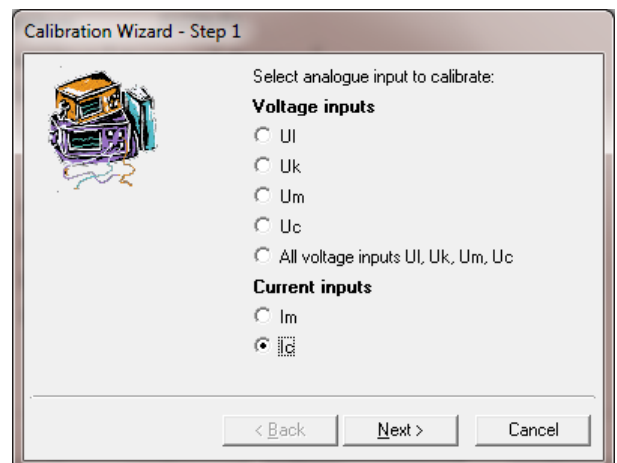 Calibration Wizard - Step 1
Select analogue input to calibrate:
Voltage inputs
Ul
Uk
Um
Uc
All voltage inputs Ul, Uk, Um, Uc
Current inputs
Im
Ic
< Back
Next >
Cancel